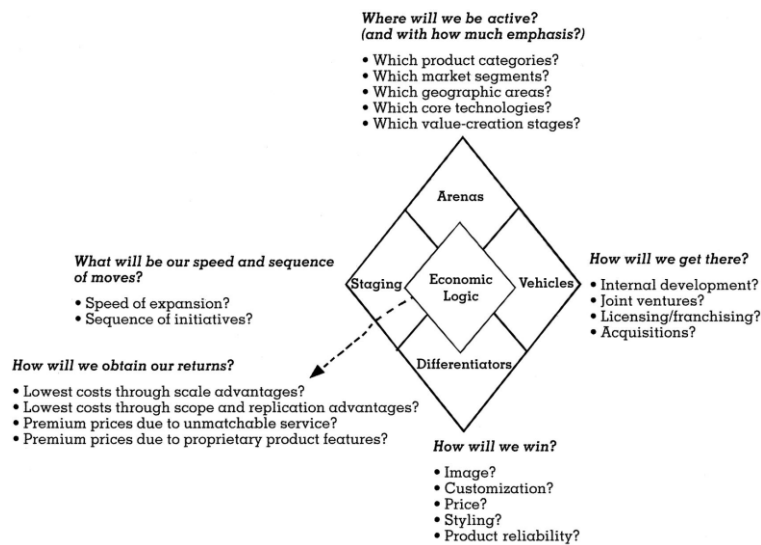 Where will we be active?
(and with how much emphasis?)
• Which product categories?
• Which market segments?
• Which geographic areas?
• Which core technologies?
• Which value-creation stages?
Arenas
What will be our speed and sequence
of moves?
• Speed of expansion?
• Sequence of initiatives?
Staging
Economic
Logic
Vehicles
How will we get there?
• Internal development?
• Joint ventures?
• Licensing/franchising?
• Acquisitions?
How will we obtain our returns?
• Lowest costs through scale advantages?
• Lowest costs through scope and replication advantages?
• Premium prices due to unmatchable service?
• Premium prices due to proprietary product features?
Differentiators
How will we win?
• Image?
• Customization?
• Price?
• Styling?
• Product reliability?